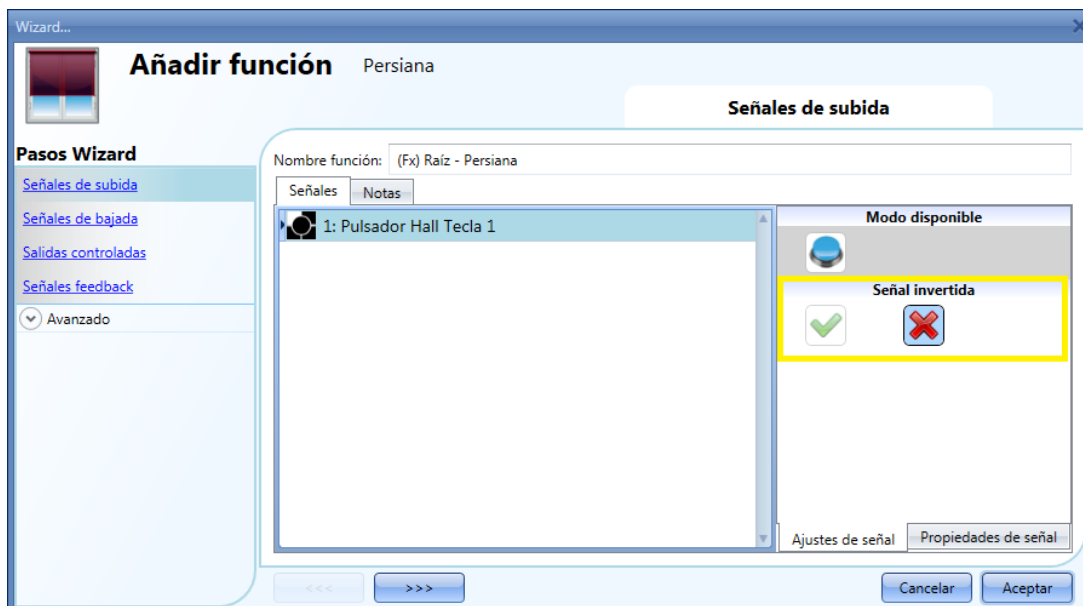 Wizard...
Añadir función Persiana
Señales de subida
Pasos Wizard
Señales de subida
Señales de bajada
Salidas controladas
Señales feedback
Avanzado
Nombre función: (Fx) Raíz - Persiana
Señales Notas
1: Pulsador Hall Tecla 1
Modo disponible
Señal invertida
Ajustes de señal Propiedades de señal
<<< >>> Cancelar Aceptar